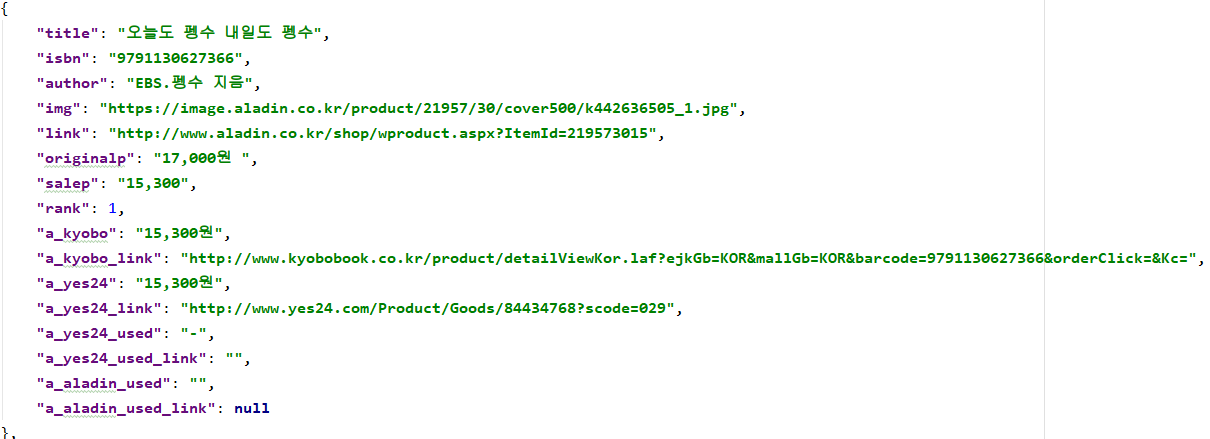 {
"title": "오늘도 펭수 내일도 펭수",
"isbn": "9791130627366",
"author": "EBS.펭수 지음",
"img": "https://image.aladin.co.kr/product/21957/30/cover500/k442636505_1.jpg",
"link": "http://www.aladin.co.kr/shop/wproduct.aspx?ItemId=219573015",
"originalp": "17,000원 ",
"salep": "15,300",
"rank": 1,
"a_kyobo": "15,300원",
"a_kyobo_link": "http://www.kyobobook.co.kr/product/detailViewKor.laf?ejkGb=KOR&mallGb=KOR&barcode=9791130627366&orderClick=&Kc=",
"a_yes24": "15,300원",
"a_yes24_link": "http://www.yes24.com/Product/Goods/84434768?scode=029",
"a_yes24_used": "-",
"a_yes24_used_link": "",
"a_aladin_used": "",
"a_aladin_used_link": null
},